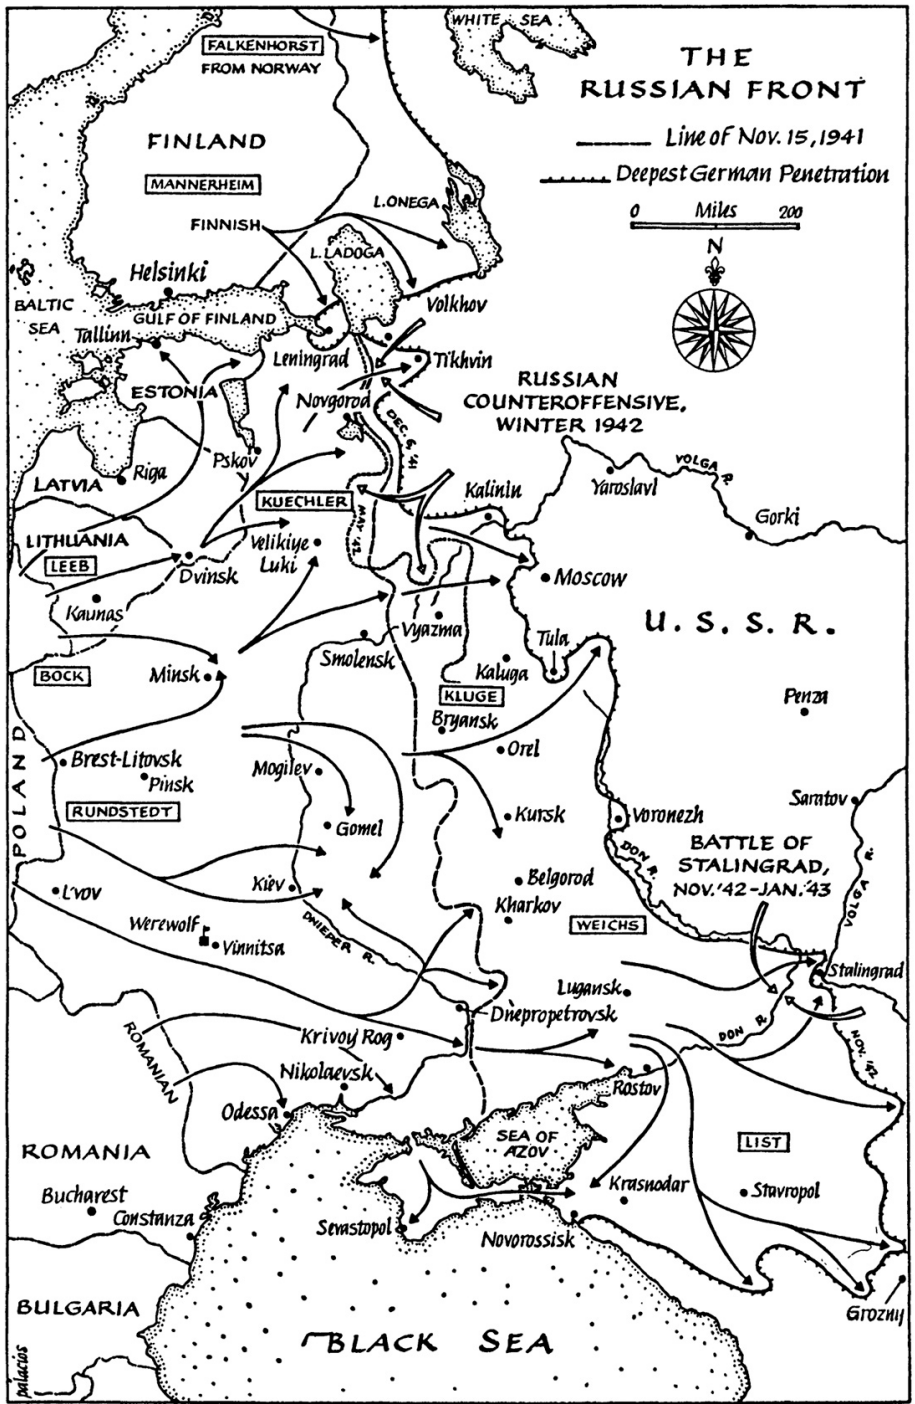 WHITE SEA
FALKENHORST
FROM NORWAY
THE
RUSSIAN FRONT
Line of Nov. 15, 1941
Deepest German Penetration
0 Miles 200
N
FINLAND
MANNERHEIM
L. ONEGA
FINNISH
L. LADOGA
Helsinki
BALTIC
SEA
GULF OF FINLAND
Volkhov
Tallinn
Leningrad
Tikhvin
ESTONIA
Novgorod
RUSSIAN
COUNTEROFFENSIVE,
WINTER 1942
DEC. 6, '41
Pskov
Riga
LATVIA
KUECHLER
Kalinin
VOLGA R.
Yaroslavl
Gorki
MAY '42
LITHUANIA
LEEB
Velikiye
Luki
Dvinsk
Moscow
Kaunas
Vyazma
U. S. S. R.
Tula
Smolensk
BOCK
Minsk
Kaluga
KLUGE
Penza
Bryansk
POLAND
Orel
Brest-Litovsk
Pinsk
Mogilev
Saratov
RUNDSTEDT
Gomel
Kursk
Voronezh
DON R.
BATTLE OF
STALINGRAD,
NOV. '42-JAN. '43
VOLGA R.
L'vov
Kiev
Belgorod
Kharkov
Werewolf
Vinnitsa
DNIEPER R.
WEICHS
Stalingrad
Lugansk
Dnepropetrovsk
ROMANIAN
Krivoy Rog
DON R.
NOV. '42
Nikolaevsk
Rostov
Odessa
SEA OF
AZOV
LIST
ROMANIA
Bucharest
Constanza
Krasnodar
Stavropol
Sevastopol
Novorossisk
BULGARIA
BLACK SEA
Grozny
palacios